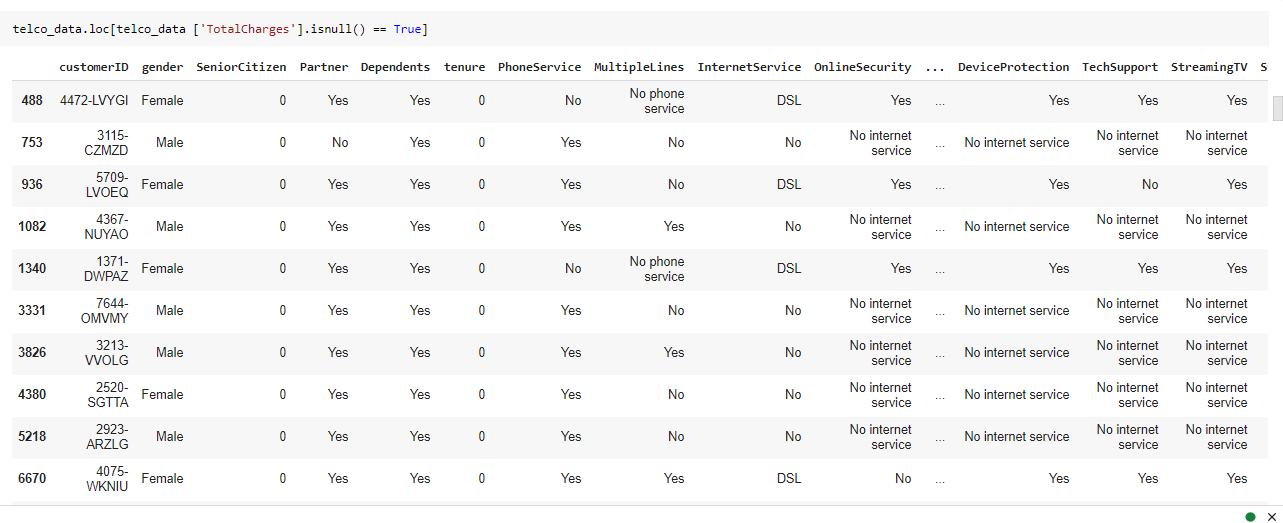 telco_data.loc[telco_data ['TotalCharges'].isnull() == True]
customerID gender SeniorCitizen Partner Dependents tenure PhoneService MultipleLines InternetService OnlineSecurity ... DeviceProtection TechSupport StreamingTV S
488 4472-LVYGI Female 0 Yes Yes 0 No No phone service DSL Yes ... Yes Yes Yes
753 3115-CZMZD Male 0 No Yes 0 Yes No No No internet service ... No internet service No internet service No internet service
936 5709-LVOEQ Female 0 Yes Yes 0 Yes No DSL Yes ... Yes No Yes
1082 4367-NUYAO Male 0 Yes Yes 0 Yes Yes No No internet service ... No internet service No internet service No internet service
1340 1371-DWPAZ Female 0 Yes Yes 0 No No phone service DSL Yes ... Yes Yes Yes
3331 7644-OMVMY Male 0 Yes Yes 0 Yes No No No internet service ... No internet service No internet service No internet service
3826 3213-VVOLG Male 0 Yes Yes 0 Yes Yes No No internet service ... No internet service No internet service No internet service
4380 2520-SGTTA Female 0 Yes Yes 0 Yes No No No internet service ... No internet service No internet service No internet service
5218 2923-ARZLG Male 0 Yes Yes 0 Yes No No No internet service ... No internet service No internet service No internet service
6670 4075-WKNIU Female 0 Yes Yes 0 Yes Yes DSL No ... Yes Yes Yes